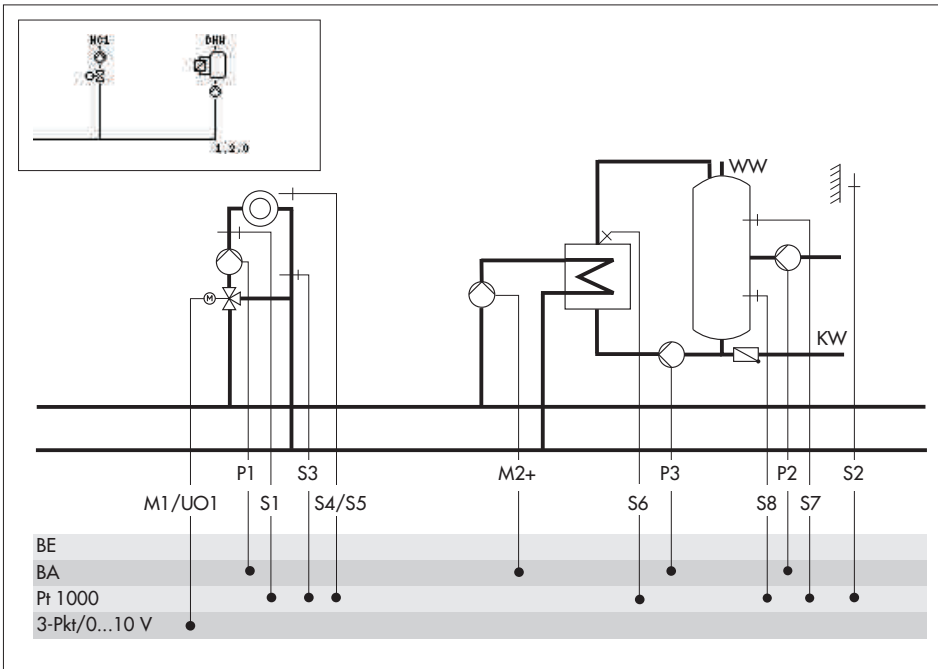 HC1 DHW
1,2,0
WW
KW
P1 S3 M2+ P3 P2 S2
M1/UO1 S1 S4/S5 S6 S8 S7
BE
BA
Pt 1000
3-Pkt/0...10 V
M